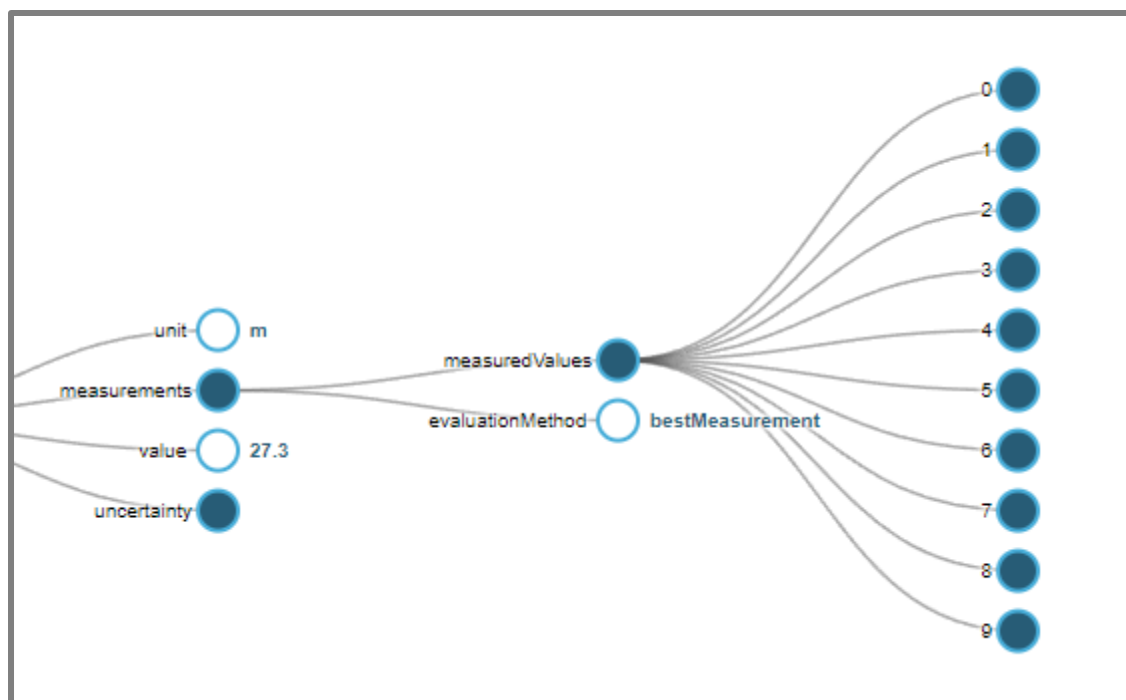 unit m
measurements
value 27.3
uncertainty
measuredValues
evaluationMethod bestMeasurement
0
1
2
3
4
5
6
7
8
9